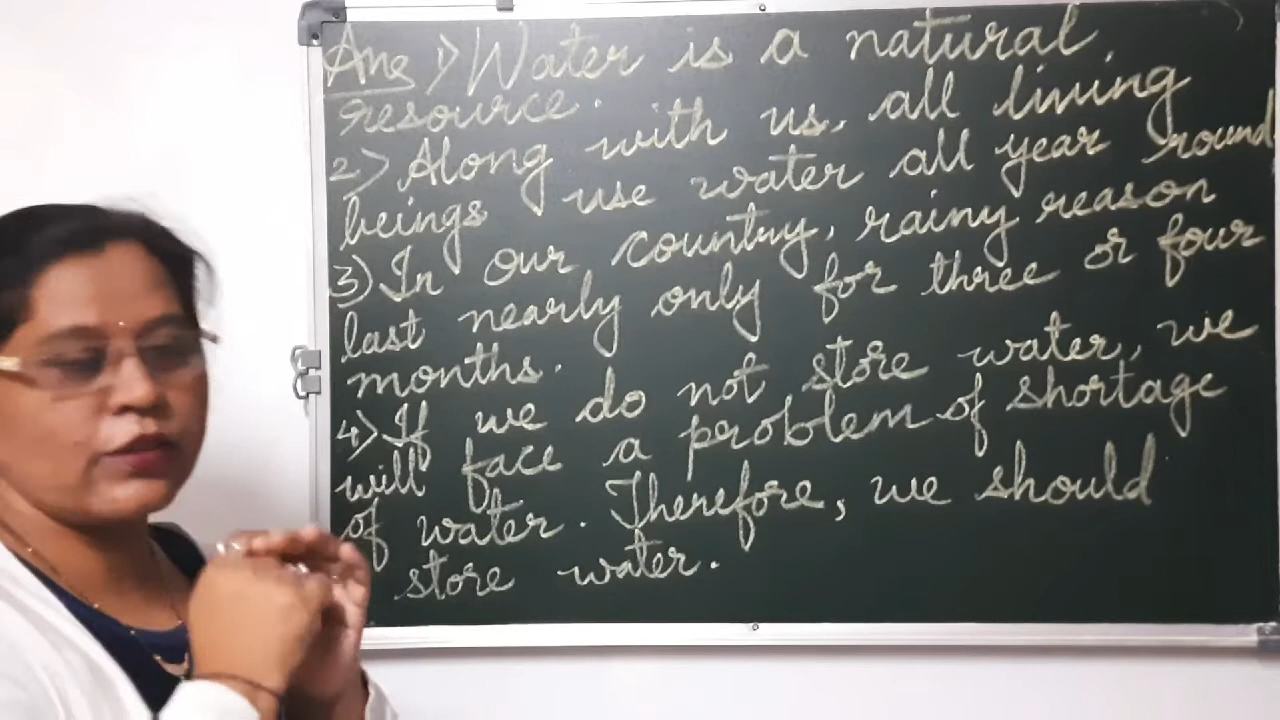 Ans 1) Water is a natural
resource.
2) Along with us, all living
beings use water all year round
3) In our country, rainy reason
last nearly only for three or four
months.
4) If we do not store water, we
will face a problem of shortage
of water. Therefore, we should
store water.